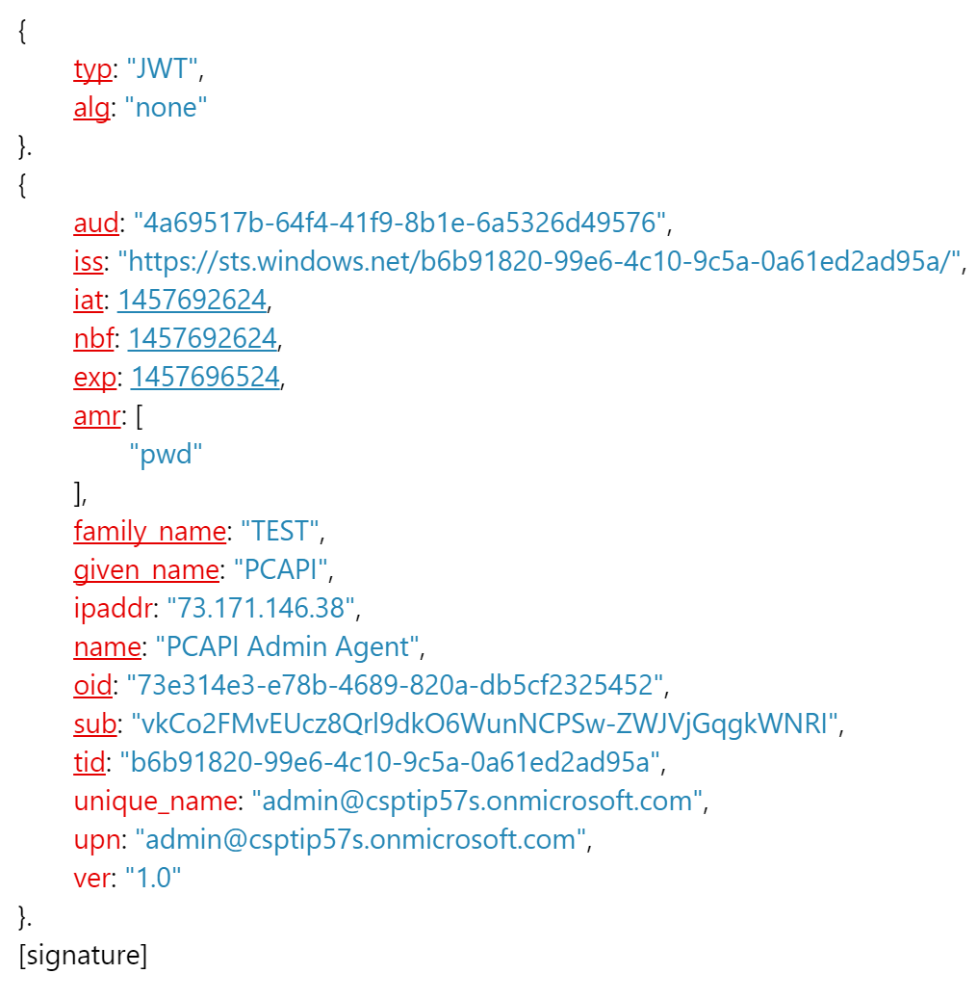 {
typ: "JWT",
alg: "none"
}.
{
aud: "4a69517b-64f4-41f9-8b1e-6a5326d49576",
iss: "https://sts.windows.net/b6b91820-99e6-4c10-9c5a-0a61ed2ad95a/",
iat: 1457692624,
nbf: 1457692624,
exp: 1457696524,
amr: [
"pwd"
],
family_name: "TEST",
given_name: "PCAPI",
ipaddr: "73.171.146.38",
name: "PCAPI Admin Agent",
oid: "73e314e3-e78b-4689-820a-db5cf2325452",
sub: "vkCo2FMvEUcz8Qrl9dkO6WunNCPSw-ZWJVjGqgkWNRI",
tid: "b6b91820-99e6-4c10-9c5a-0a61ed2ad95a",
unique_name: "admin@csptip57s.onmicrosoft.com",
upn: "admin@csptip57s.onmicrosoft.com",
ver: "1.0"
}.
[signature]